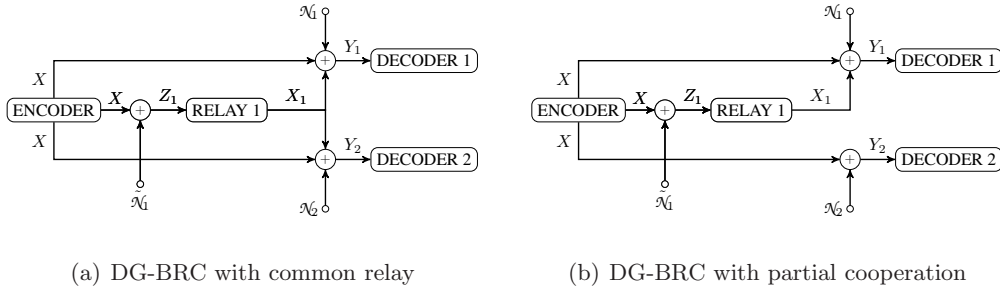 𝒩₁ 𝒩₁
Y₁ DECODER 1 Y₁ DECODER 1
X X
ENCODER X Z₁ RELAY 1 X₁ ENCODER X Z₁ RELAY 1 X₁
X X
Y₂ DECODER 2 Y₂ DECODER 2
𝒩̃₁ 𝒩₂ 𝒩̃₁ 𝒩₂
(a) DG-BRC with common relay (b) DG-BRC with partial cooperation